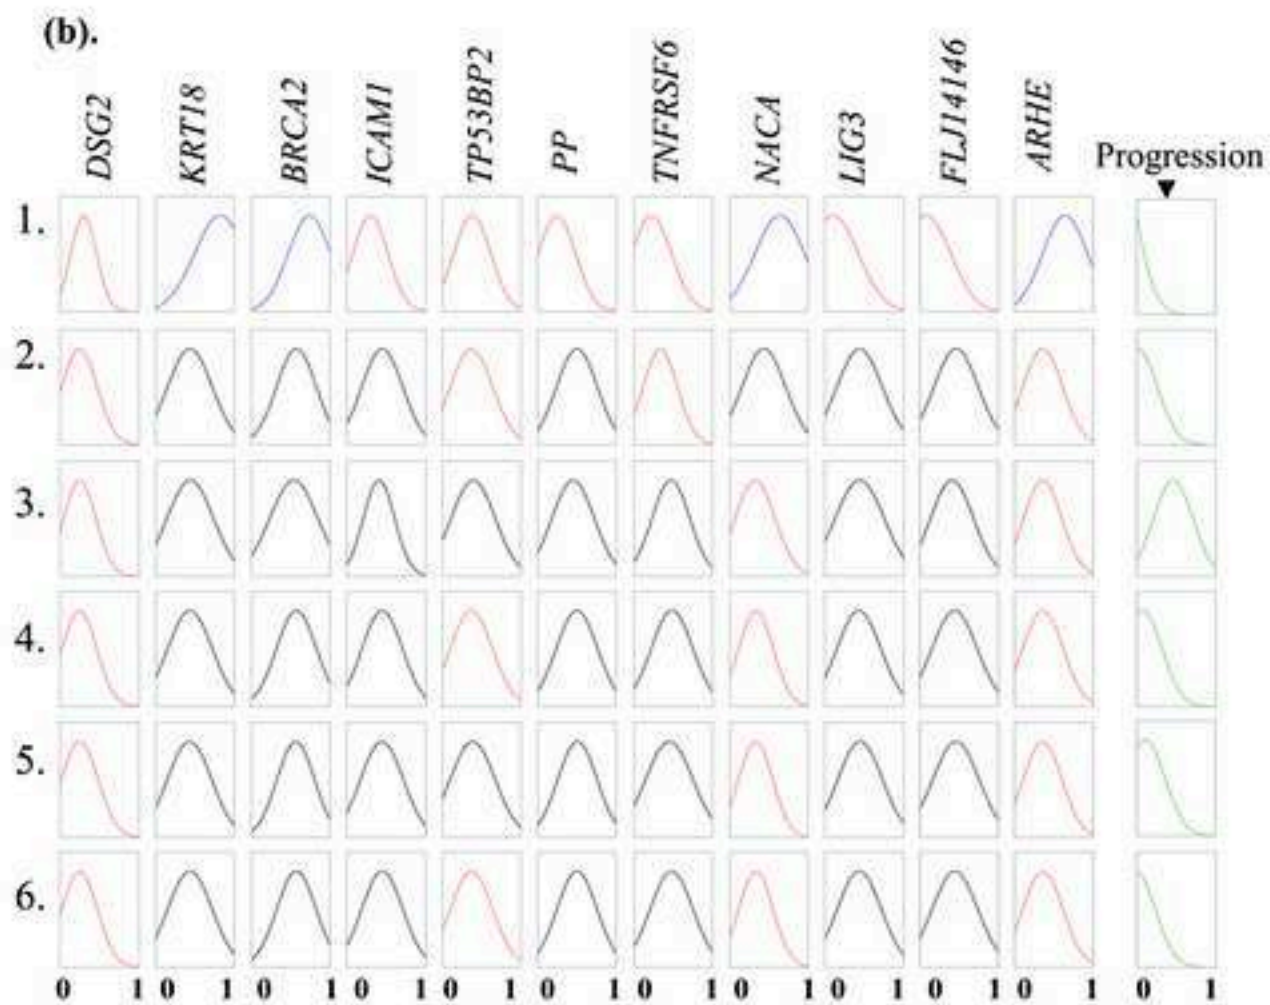 (b).
DSG2 KRT18 BRCA2 ICAM1 TP53BP2 PP TNFRSF6 NACA LIG3 FLJ14146 ARHE Progression
1.
2.
3.
4.
5.
6.
0 1 0 1 0 1 0 1 0 1 0 1 0 1 0 1 0 1 0 1 0 1 0 1